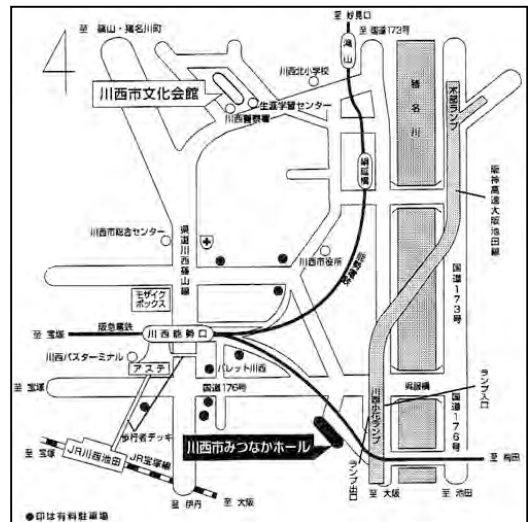 至 篠山・猪名川町
至 妙見口
至 国道173号
滝山
川西北小学校
川西市文化会館
生涯学習センター
川西警察署
猪名川
木部ランプ
絹延橋
阪神高速大阪池田線
県道川西篠山線
川西市総合センター
川西市役所
能勢電鉄
国道173号
モザイクボックス
至 宝塚
阪急電鉄
川西能勢口
川西バスターミナル
アステ
パレット川西
ランプ入口
至 宝塚
国道176号
川西小花ランプ
呉服橋
国道176号
歩行者デッキ
川西市みつなかホール
至 宝塚
JR川西池田
JR宝塚線
ランプ出口
至 梅田
至 大阪
至 伊丹
至 大阪
至 池田
●印は有料駐車場